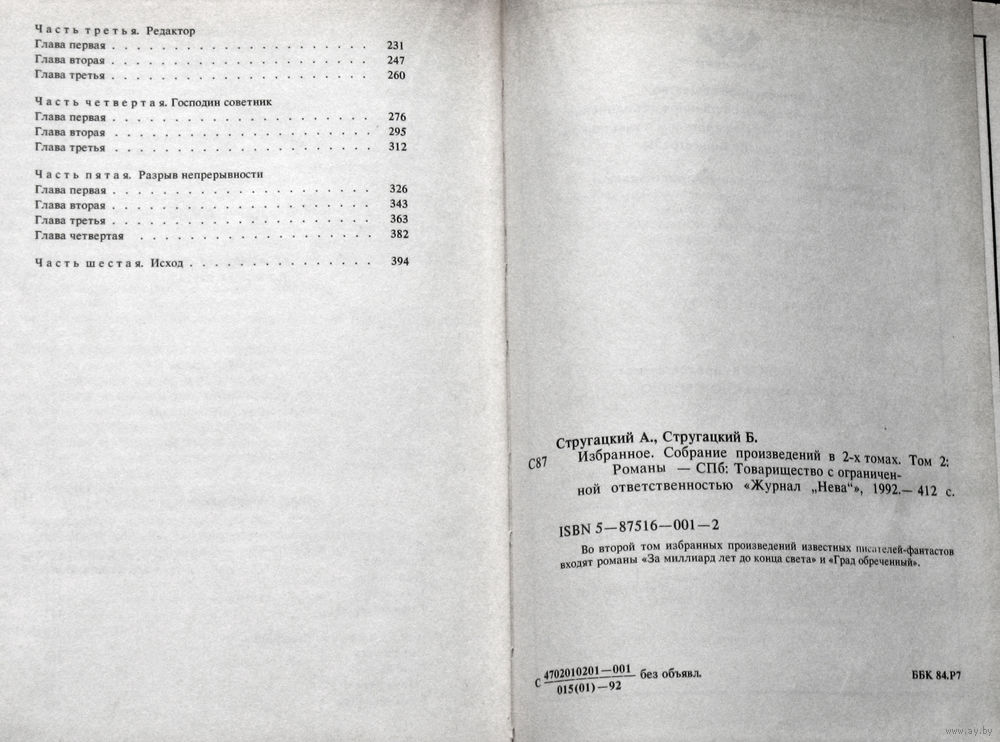 Часть третья. Редактор
Глава первая . . . . . . . . . . . . . . . . . . 231
Глава вторая . . . . . . . . . . . . . . . . . . 247
Глава третья . . . . . . . . . . . . . . . . . . 260
Часть четвертая. Господин советник
Глава первая . . . . . . . . . . . . . . . . . . 276
Глава вторая . . . . . . . . . . . . . . . . . . 295
Глава третья . . . . . . . . . . . . . . . . . . 312
Часть пятая. Разрыв непрерывности
Глава первая . . . . . . . . . . . . . . . . . . 326
Глава вторая . . . . . . . . . . . . . . . . . . 343
Глава третья . . . . . . . . . . . . . . . . . . 363
Глава четвертая . . . . . . . . . . . . . . . . 382
Часть шестая. Исход . . . . . . . . . . . . . . 394
Стругацкий А., Стругацкий Б.
С87 Избранное. Собрание произведений в 2-х томах. Том 2:
Романы — СПб: Товарищество с ограничен-
ной ответственностью «Журнал „Нева“», 1992.— 412 с.
ISBN 5—87516—001—2
Во второй том избранных произведений известных писателей-фантастов
входят романы «За миллиард лет до конца света» и «Град обреченный».
С 4702010201—001 без объявл.
015(01)—92
ББК 84.Р7
www.ay.by